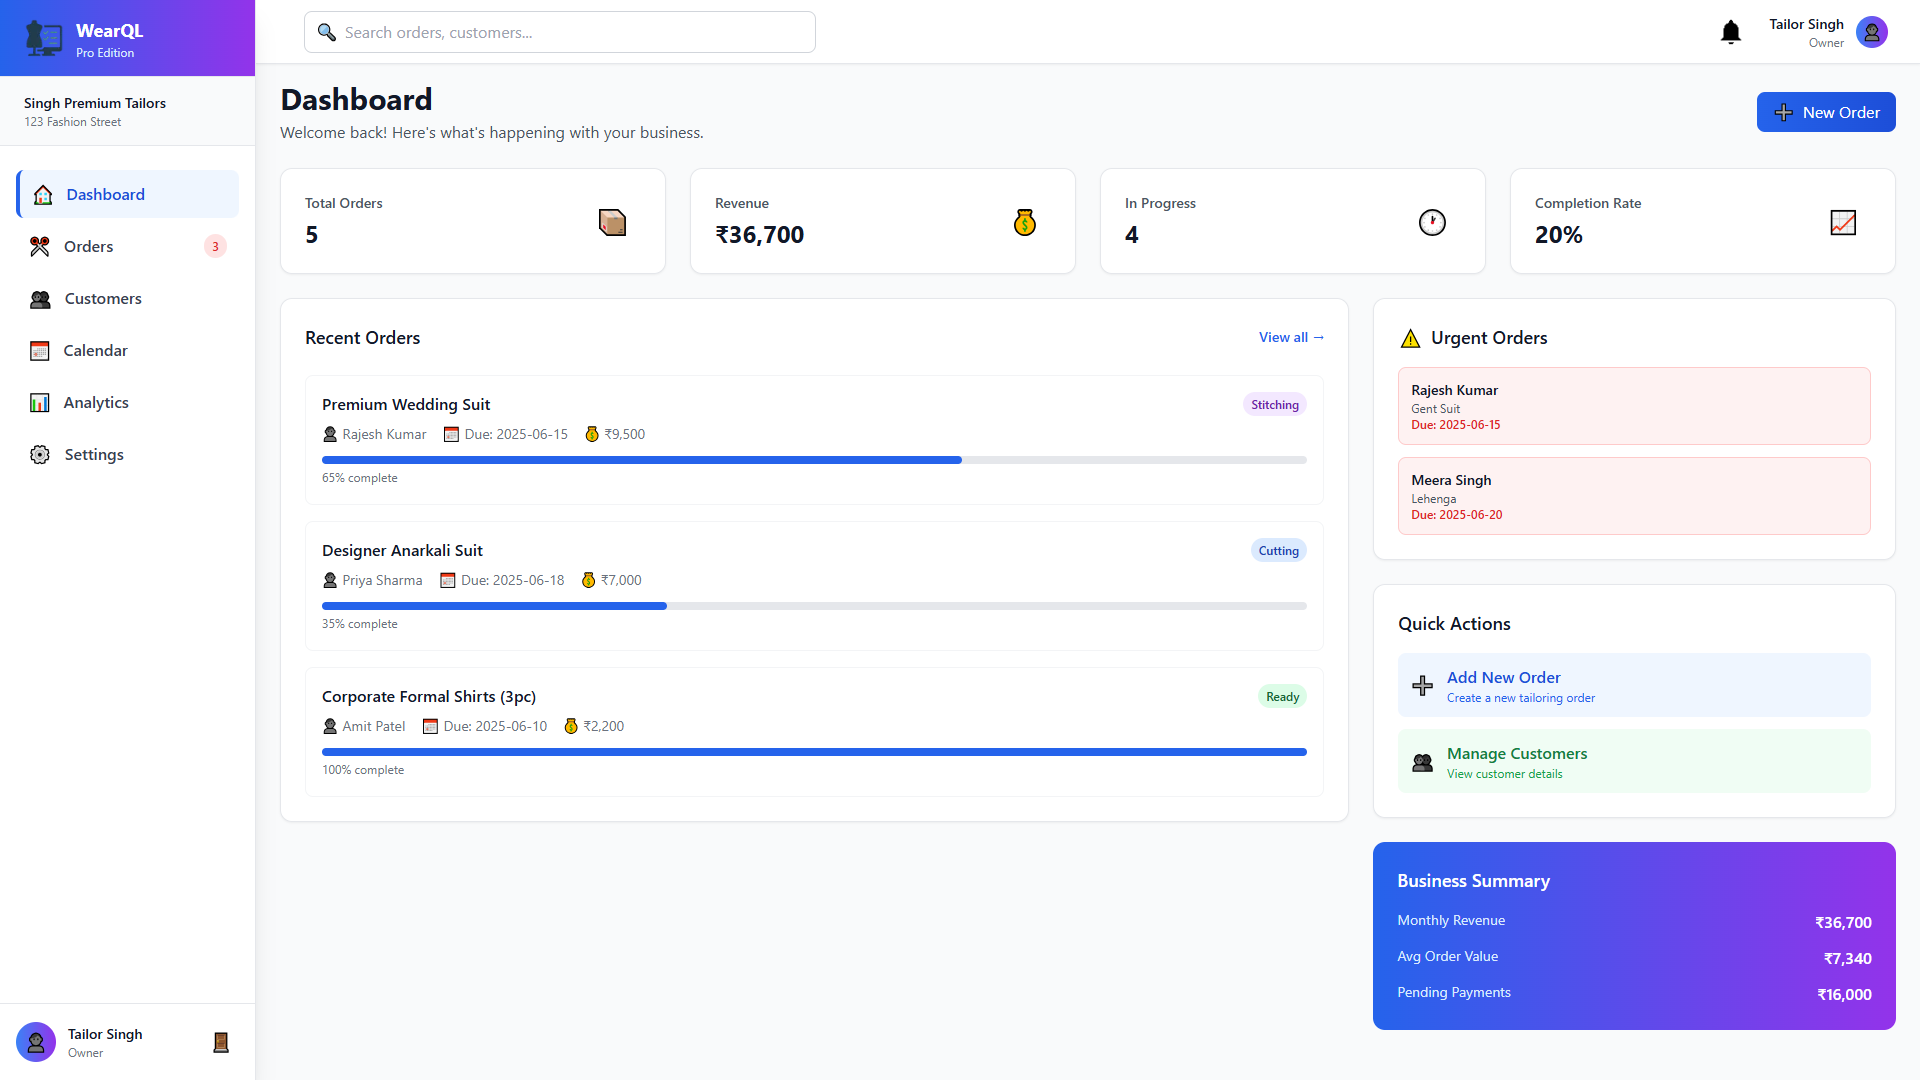 WearQL
Pro Edition
Singh Premium Tailors
123 Fashion Street
Dashboard
Orders
3
Customers
Calendar
Analytics
Settings
Tailor Singh
Owner
Search orders, customers...
Tailor Singh
Owner
Dashboard
Welcome back! Here's what's happening with your business.
New Order
Total Orders
5
Revenue
₹36,700
In Progress
4
Completion Rate
20%
Recent Orders
View all →
Premium Wedding Suit
Stitching
Rajesh Kumar Due: 2025-06-15 ₹9,500
65% complete
Designer Anarkali Suit
Cutting
Priya Sharma Due: 2025-06-18 ₹7,000
35% complete
Corporate Formal Shirts (3pc)
Ready
Amit Patel Due: 2025-06-10 ₹2,200
100% complete
Urgent Orders
Rajesh Kumar
Gent Suit
Due: 2025-06-15
Meera Singh
Lehenga
Due: 2025-06-20
Quick Actions
Add New Order
Create a new tailoring order
Manage Customers
View customer details
Business Summary
Monthly Revenue ₹36,700
Avg Order Value ₹7,340
Pending Payments ₹16,000